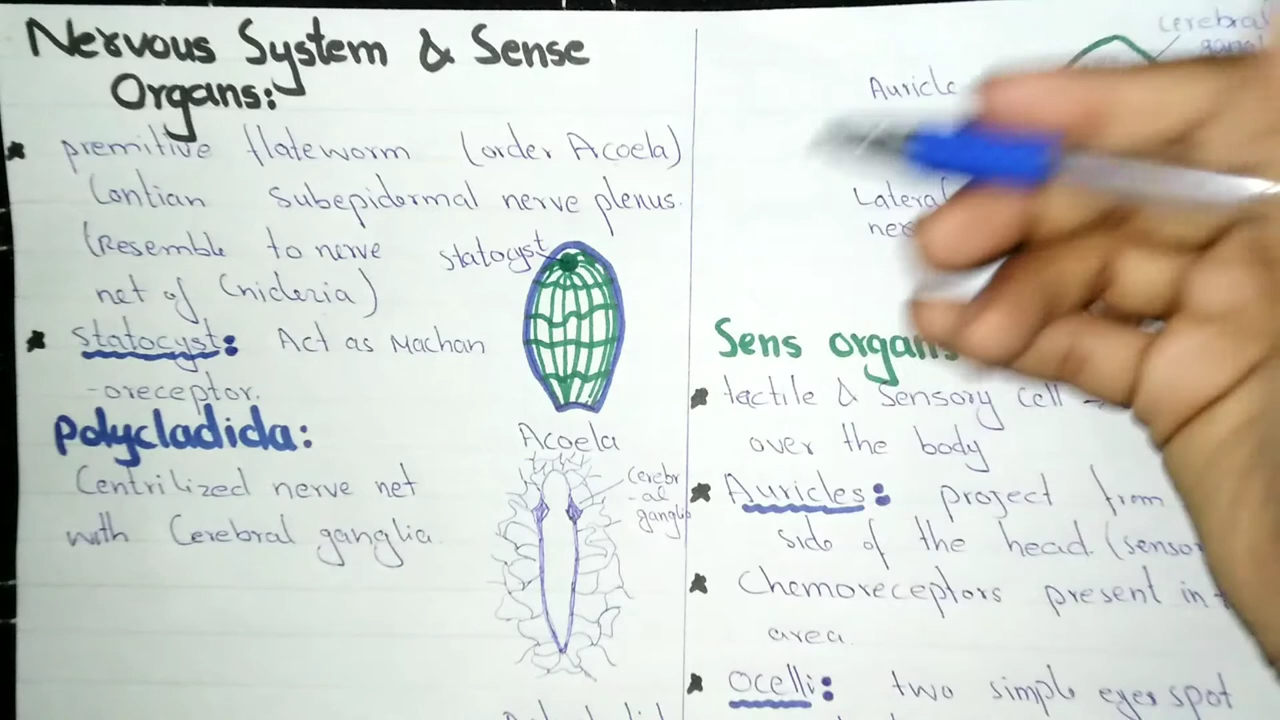 Nervous System & Sense
Organs:
premitive flateworm (order Acoela)
Contian subepidermal nerve plenus.
(Resemble to nerve
net of Cnideria)
statocyst
statocyst: Act as Machan
-oreceptor.
Acoela
polycladida:
Centrilized nerve net
with Cerebral ganglia.
Cerebr
-al
ganglia
cerebral
gangl
Auricle
Lateral
Sens organs
tactile & Sensory cell
over the body
Auricles: project from
side of the head. (senso
Chemoreceptors present in
area.
ocelli: two simple eyes spot